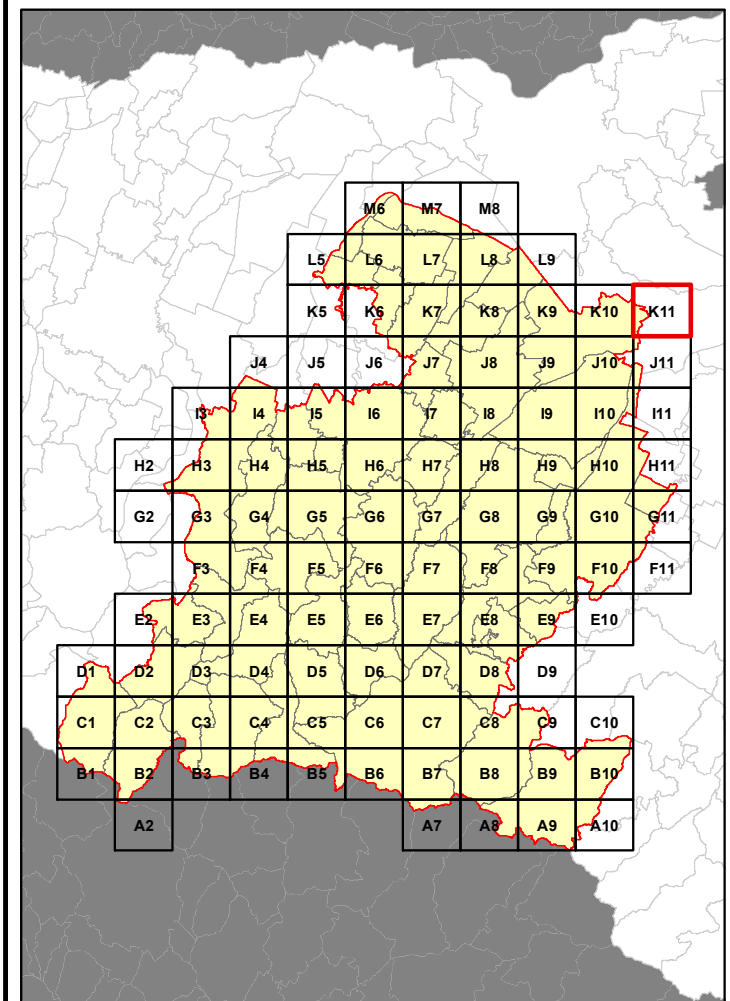 M6 M7 M8
L5 L6 L7 L8 L9
K5 K6 K7 K8 K9 K10 K11
J4 J5 J6 J7 J8 J9 J10 J11
I3 I4 I5 I6 I7 I8 I9 I10 I11
H2 H3 H4 H5 H6 H7 H8 H9 H10 H11
G2 G3 G4 G5 G6 G7 G8 G9 G10 G11
F3 F4 F5 F6 F7 F8 F9 F10 F11
E2 E3 E4 E5 E6 E7 E8 E9 E10
D1 D2 D3 D4 D5 D6 D7 D8 D9
C1 C2 C3 C4 C5 C6 C7 C8 C9 C10
B1 B2 B3 B4 B5 B6 B7 B8 B9 B10
A2 A7 A8 A9 A10